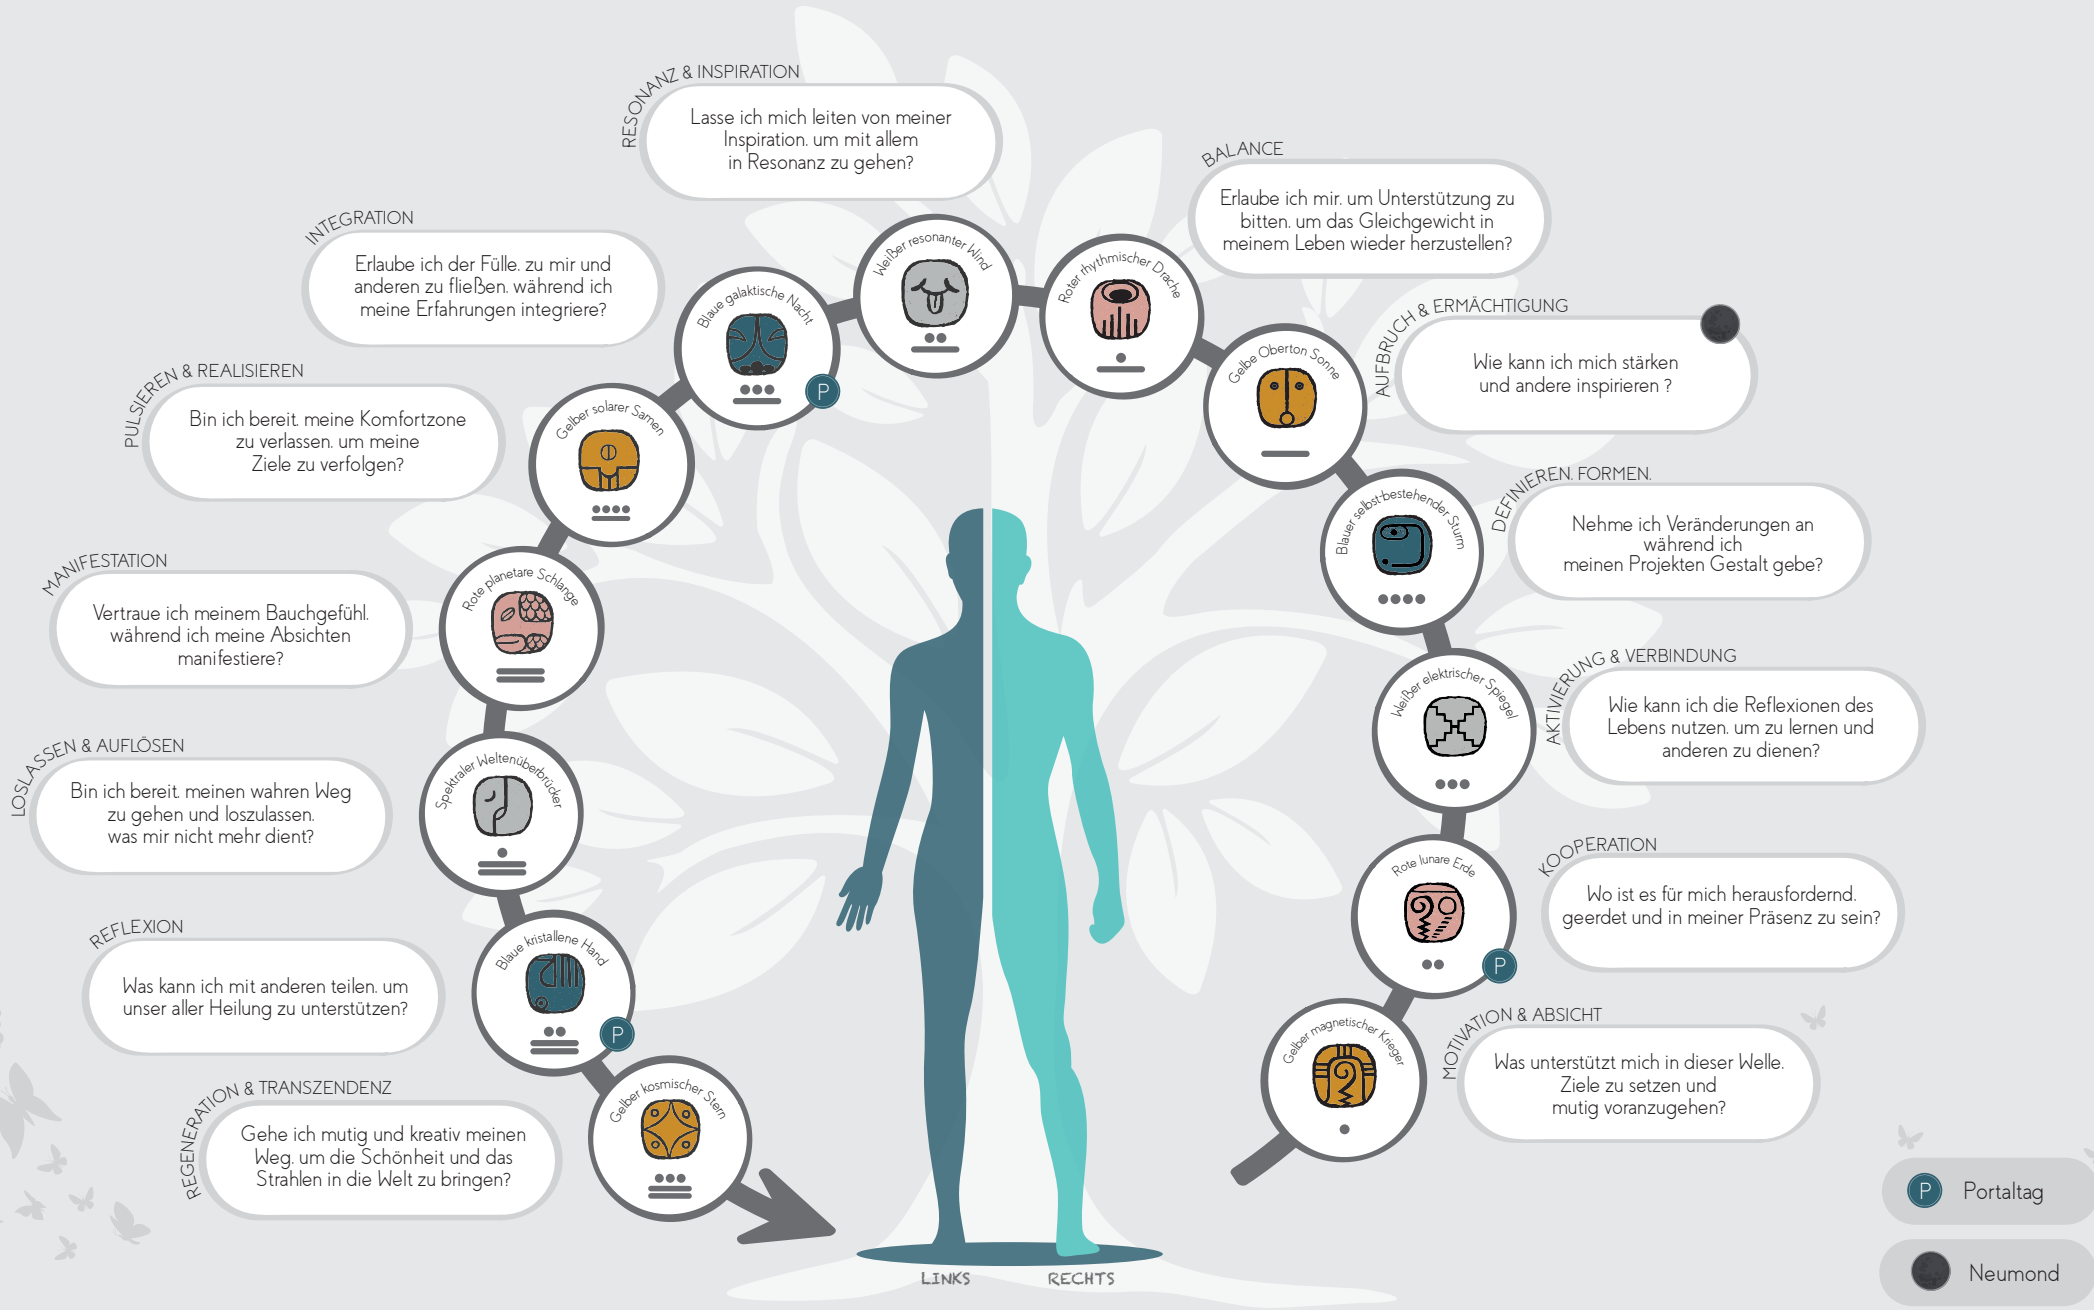 RESONANZ & INSPIRATION
Lasse ich mich leiten von meiner
Inspiration. um mit allem
in Resonanz zu gehen?
BALANCE
Erlaube ich mir. um Unterstützung zu
bitten. um das Gleichgewicht in
meinem Leben wieder herzustellen?
INTEGRATION
Erlaube ich der Fülle. zu mir und
anderen zu fließen. während ich
meine Erfahrungen integriere?
AUFBRUCH & ERMÄCHTIGUNG
Wie kann ich mich stärken
und andere inspirieren ?
PULSIEREN & REALISIEREN
Bin ich bereit. meine Komfortzone
zu verlassen. um meine
Ziele zu verfolgen?
DEFINIEREN. FORMEN.
Nehme ich Veränderungen an
während ich
meinen Projekten Gestalt gebe?
MANIFESTATION
Vertraue ich meinem Bauchgefühl.
während ich meine Absichten
manifestiere?
AKTIVIERUNG & VERBINDUNG
Wie kann ich die Reflexionen des
Lebens nutzen. um zu lernen und
anderen zu dienen?
LOSLASSEN & AUFLÖSEN
Bin ich bereit. meinen wahren Weg
zu gehen und loszulassen.
was mir nicht mehr dient?
KOOPERATION
Wo ist es für mich herausfordernd.
geerdet und in meiner Präsenz zu sein?
REFLEXION
Was kann ich mit anderen teilen. um
unser aller Heilung zu unterstützen?
MOTIVATION & ABSICHT
Was unterstützt mich in dieser Welle.
Ziele zu setzen und
mutig voranzugehen?
REGENERATION & TRANSZENDENZ
Gehe ich mutig und kreativ meinen
Weg. um die Schönheit und das
Strahlen in die Welt zu bringen?
Weißer resonanter Wind
Roter rhythmischer Drache
Blaue galaktische Nacht
P
Gelbe Oberton Sonne
Gelber solarer Samen
Blauer selbst-bestehender Sturm
Rote planetare Schlange
Weißer elektrischer Spiegel
Spektraler Weltenüberbrücker
Rote lunare Erde
P
Blaue kristallene Hand
P
Gelber magnetischer Krieger
Gelber kosmischer Stern
LINKS
RECHTS
P Portaltag
Neumond